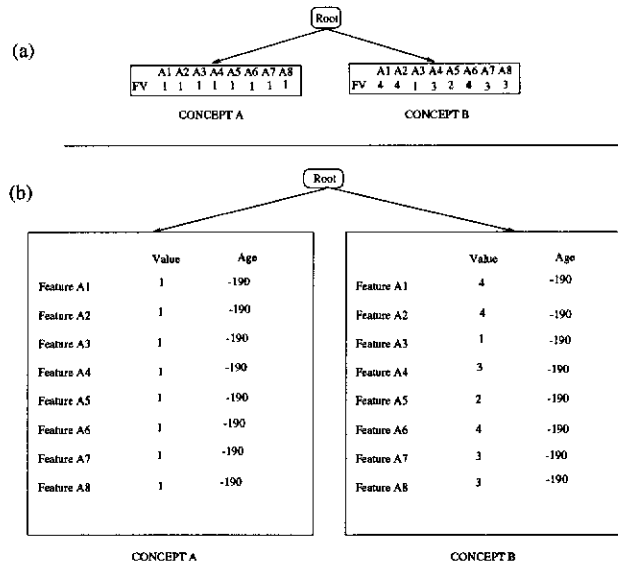 (a)
Root
A1 A2 A3 A4 A5 A6 A7 A8
FV 1 1 1 1 1 1 1 1
CONCEPT A
A1 A2 A3 A4 A5 A6 A7 A8
FV 4 4 1 3 2 4 3 3
CONCEPT B
(b)
Root
Value Age
Feature A1 1 -190
Feature A2 1 -190
Feature A3 1 -190
Feature A4 1 -190
Feature A5 1 -190
Feature A6 1 -190
Feature A7 1 -190
Feature A8 1 -190
CONCEPT A
Value Age
Feature A1 4 -190
Feature A2 4 -190
Feature A3 1 -190
Feature A4 3 -190
Feature A5 2 -190
Feature A6 4 -190
Feature A7 3 -190
Feature A8 3 -190
CONCEPT B